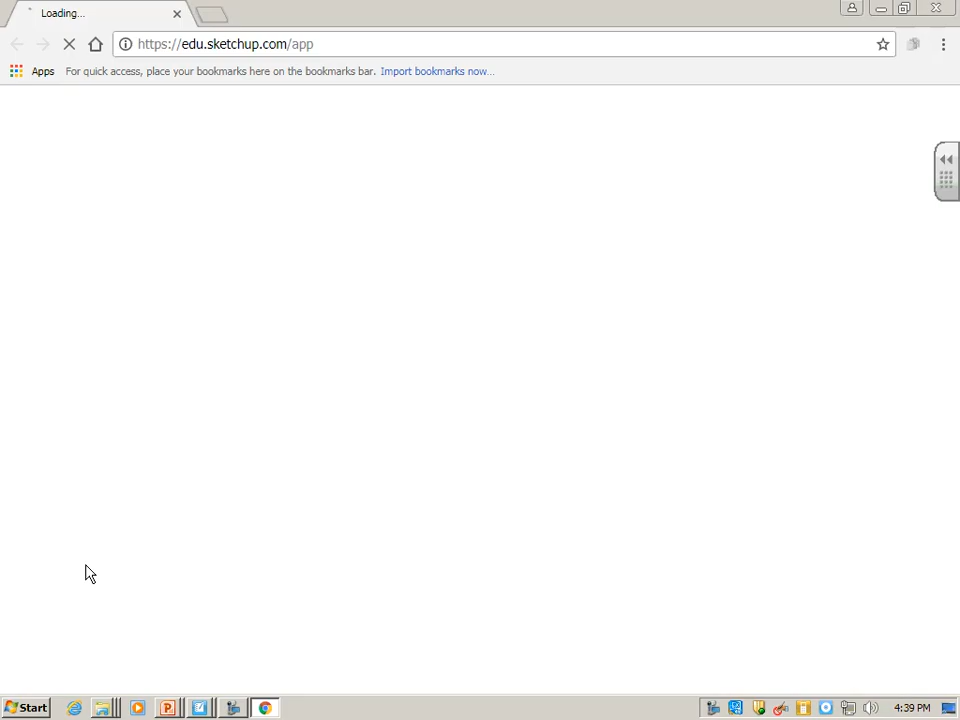 Loading...
https://edu.sketchup.com/app
Apps For quick access, place your bookmarks here on the bookmarks bar. Import bookmarks now...
Start
4:39 PM